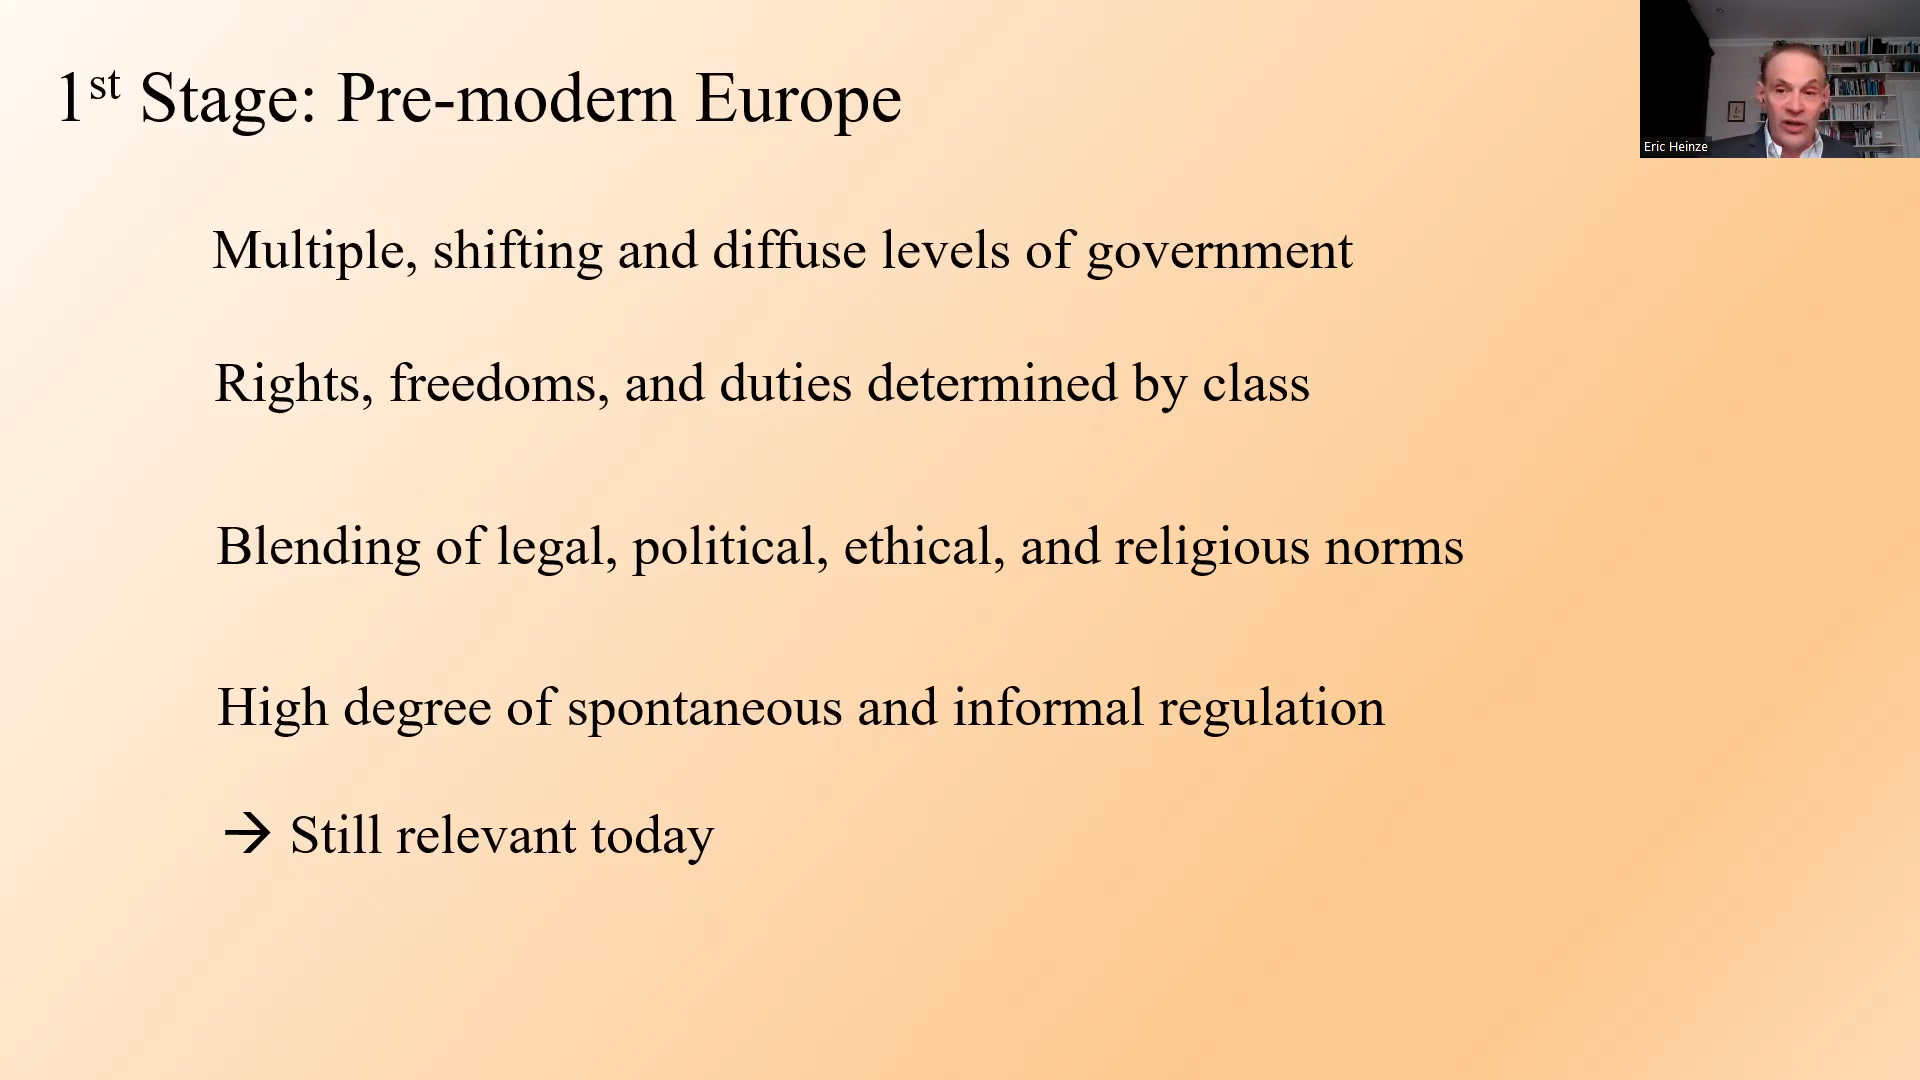 1st Stage: Pre-modern Europe
Eric Heinze
Multiple, shifting and diffuse levels of government
Rights, freedoms, and duties determined by class
Blending of legal, political, ethical, and religious norms
High degree of spontaneous and informal regulation
→ Still relevant today